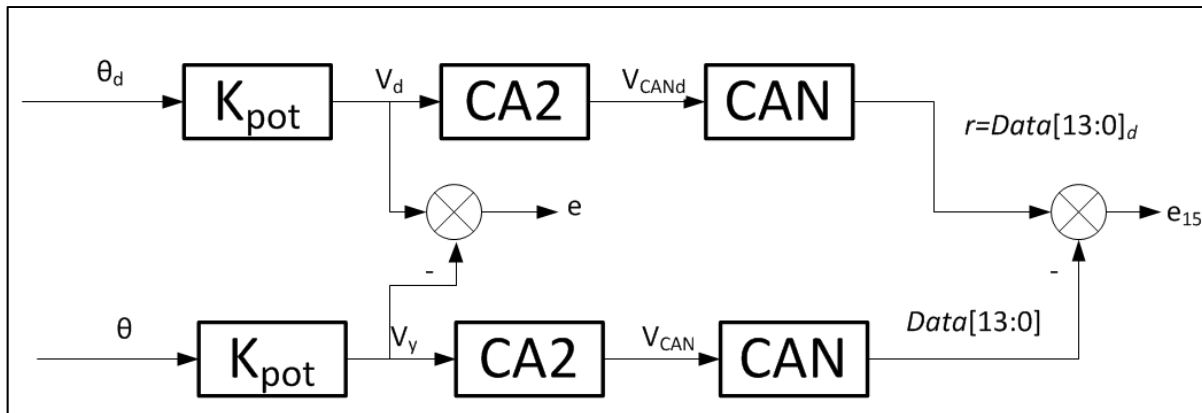 θd
Kpot
Vd
CA2
VCANd
CAN
r=Data[13:0]d
e
-
e15
-
θ
Kpot
Vy
CA2
VCAN
CAN
Data[13:0]